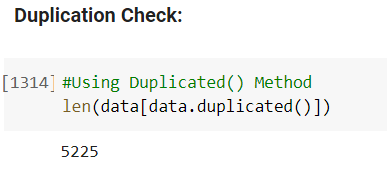 Duplication Check:
[1314] #Using Duplicated() Method
len(data[data.duplicated()])
5225